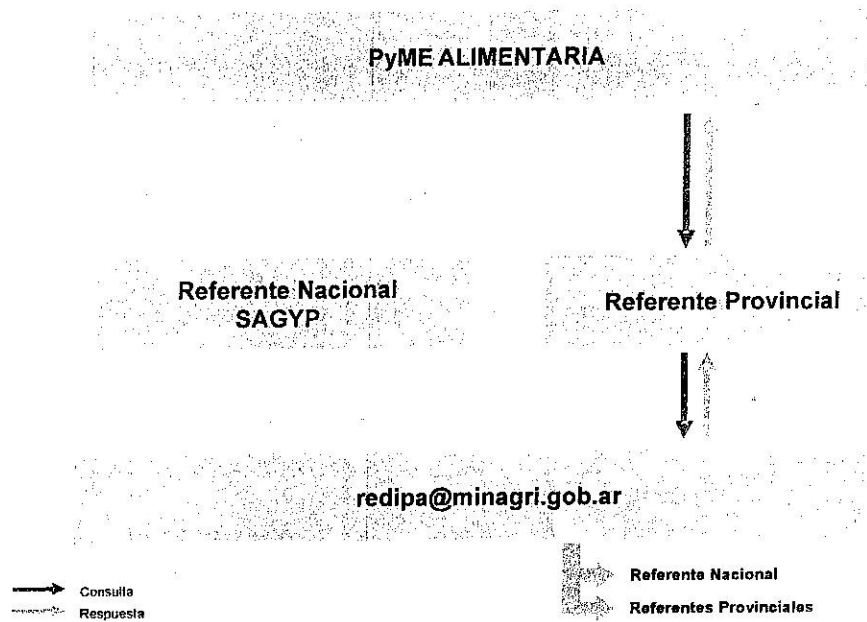 PyME ALIMENTARIA
Referente Nacional
SAGYP
Referente Provincial
redipa@minagri.gob.ar
Consulta
Respuesta
Referente Nacional
Referentes Provinciales